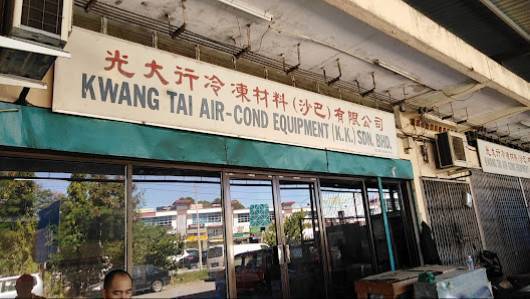 光大行冷凍材料(沙巴)有限公司
KWANG TAI AIR-COND EQUIPMENT (K.K.) SDN. BHD.